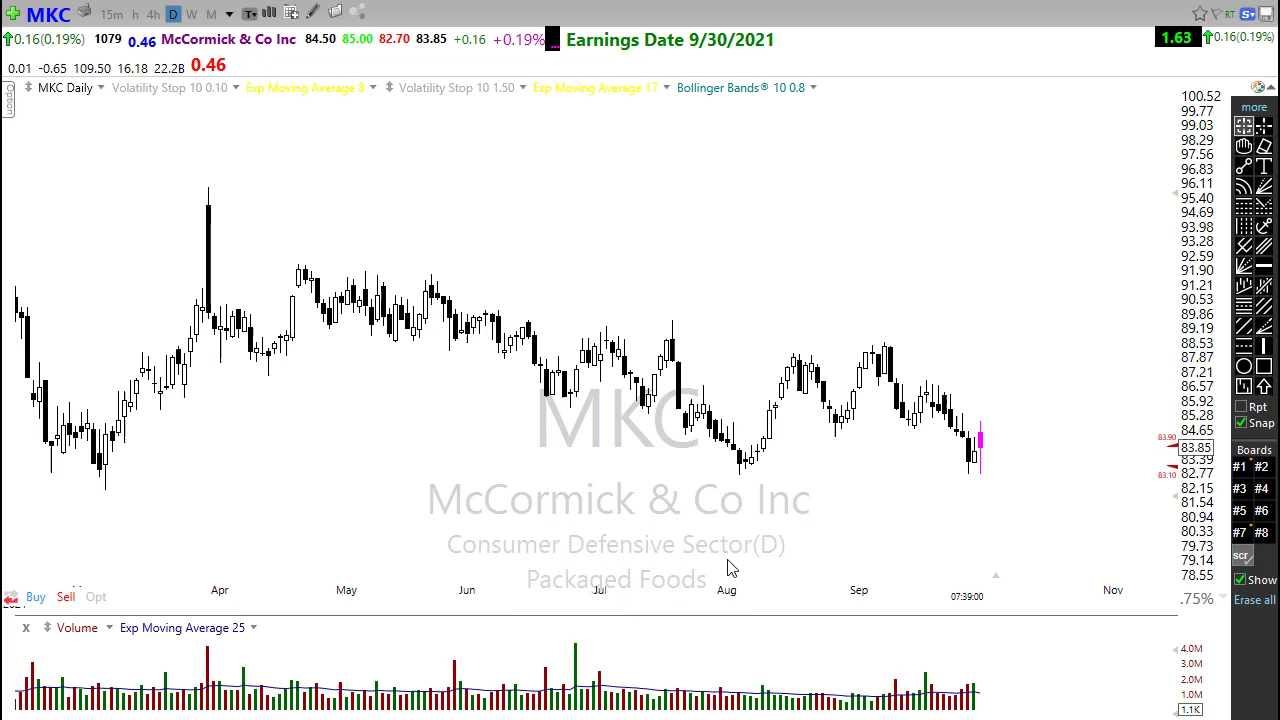 MKC 15m h 4h D W M T RT S
0.16(0.19%) 1079 0.46 McCormick & Co Inc 84.50 85.00 82.70 83.85 +0.16 +0.19% ... Earnings Date 9/30/2021 1.63 0.16(0.19%)
0.01 -0.65 109.50 16.18 22.2B 0.46
Option MKC Daily Volatility Stop 10 0.10 Exp Moving Average 8 Volatility Stop 10 1.50 Exp Moving Average 17 Bollinger Bands® 10 0.8
100.52
99.77
99.03
98.29
97.56
96.83
96.11
95.40
94.69
93.98
93.28
92.59
91.90
91.21
90.53
89.86
89.19
88.53
87.87
87.21
86.57
85.92
85.28
84.65
83.90
83.85
83.39
83.10
82.77
82.15
81.54
80.94
80.33
79.73
79.14
78.55
.75%
more
T
Rpt
Snap
Boards
#1 #2
#3 #4
#5 #6
#7 #8
scr
Show
Erase all
MKC
McCormick & Co Inc
Consumer Defensive Sector(D)
Packaged Foods
Apr May Jun Jul Aug Sep 07:39:00 Nov
Buy Sell Opt
X Volume Exp Moving Average 25
4.0M
3.0M
2.0M
1.0M
1.1K